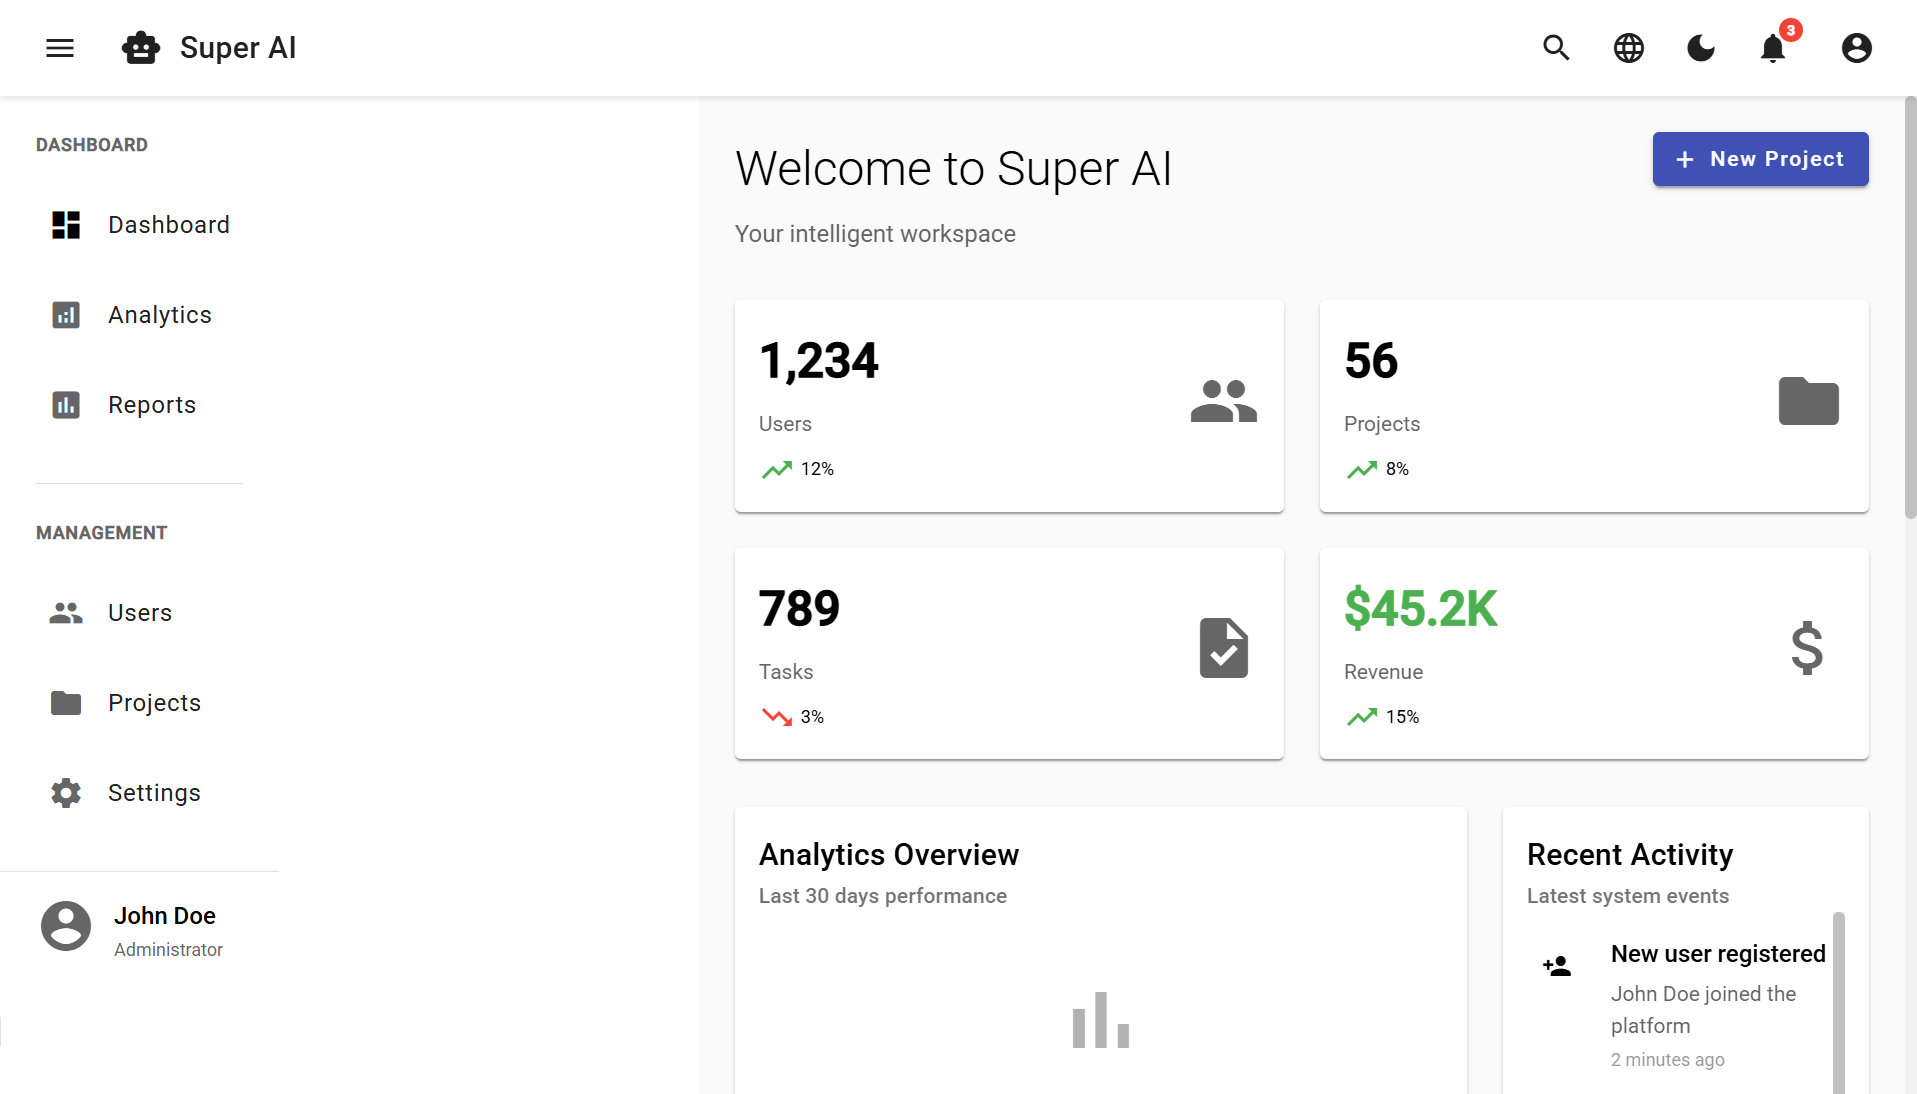 Super AI
3
DASHBOARD
Dashboard
Analytics
Reports
MANAGEMENT
Users
Projects
Settings
John Doe
Administrator
Welcome to Super AI
Your intelligent workspace
+ New Project
1,234
Users
12%
56
Projects
8%
789
Tasks
3%
$45.2K
Revenue
15%
Analytics Overview
Last 30 days performance
Recent Activity
Latest system events
New user registered
John Doe joined the
platform
2 minutes ago